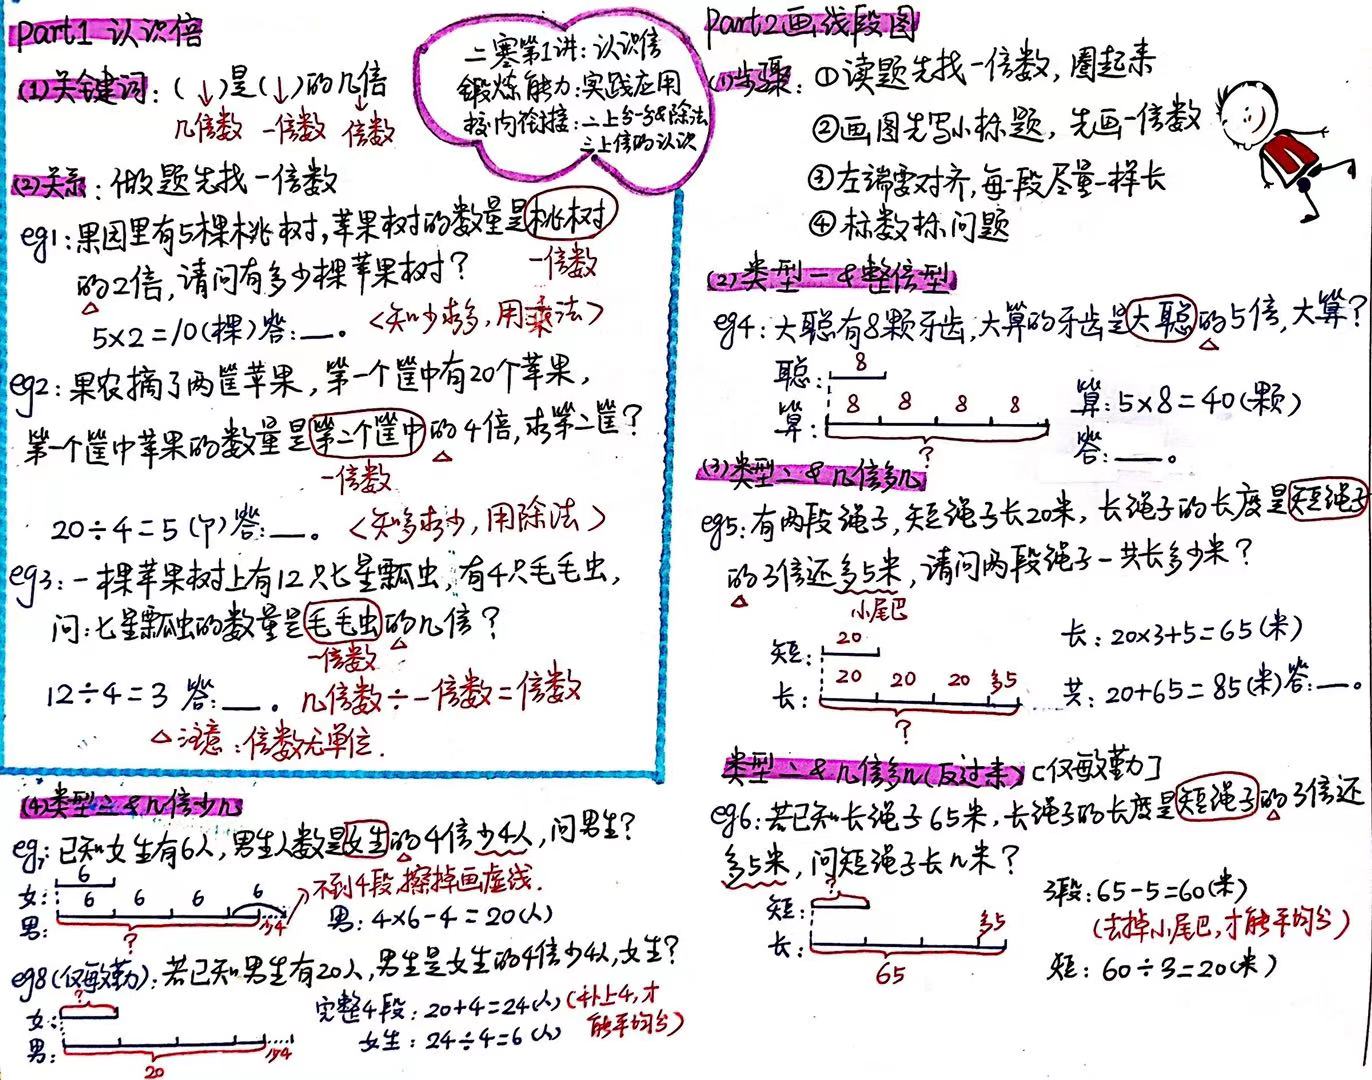 二寒第1讲：认识倍
锻炼能力：实践应用
校内衔接：二上&一分&除法
三上倍的认识
Part1 认识倍
(1)关键词：( )是( )的几倍
几倍数 一倍数 倍数
(2)关系：做题先找一倍数
eg1：果园里有5棵桃树，苹果树的数量是桃树
一倍数
的2倍，请问有多少棵苹果树？
5×2=10(棵)答：__。 <知少求多，用乘法>
eg2：果农摘了两筐苹果，第一个筐中有20个苹果，
第一个筐中苹果的数量是第二个筐中的4倍，求第二筐？
一倍数
20÷4=5(个)答：__。 <知多求少，用除法>
eg3：一棵苹果树上有12只七星瓢虫，有4只毛毛虫，
问：七星瓢虫的数量是毛毛虫的几倍？
一倍数
12÷4=3 答：__。 几倍数÷一倍数=倍数
△注意：倍数无单位.
(4)类型三&几倍少几
eg7：已知女生有6人，男生人数是女生的4倍少4人，问男生？
女： 6
6 6 6 6 不到4段，擦掉画虚线.
男： ? 少4
男：4×6-4=20(人)
eg8(仅敏勤)：若已知男生有20人，男生是女生的4倍少4人，女生？
女： ?
男： 20 少4
完整4段：20+4=24(人)(补上4，才
能平均分)
女生：24÷4=6(人)
Part2画线段图
(1)步骤：①读题先找一倍数，圈起来
②画图先写小标题，先画一倍数
③左端要对齐，每一段尽量一样长
④标数标问题
(2)类型一&整倍型
eg4：大聪有8颗牙齿，大算的牙齿是大聪的5倍，大算？
聪： 8
算： 8 8 8 8
?
算：5×8=40(颗)
答：__。
(3)类型二&几倍多几
eg5：有两段绳子，短绳子长20米，长绳子的长度是短绳子
的3倍还多5米，请问两段绳子一共长多少米？
小尾巴
短： 20
长： 20 20 20 多5
?
长：20×3+5=65(米)
共：20+65=85(米)答：__。
类型二&几倍多几(反过来)[仅敏勤]
eg6：若已知长绳子65米，长绳子的长度是短绳子的3倍还
多5米，问短绳子长几米？
短： ?
长： 多5
65
3段：65-5=60(米)
(去掉小尾巴，才能平均分)
短：60÷3=20(米)